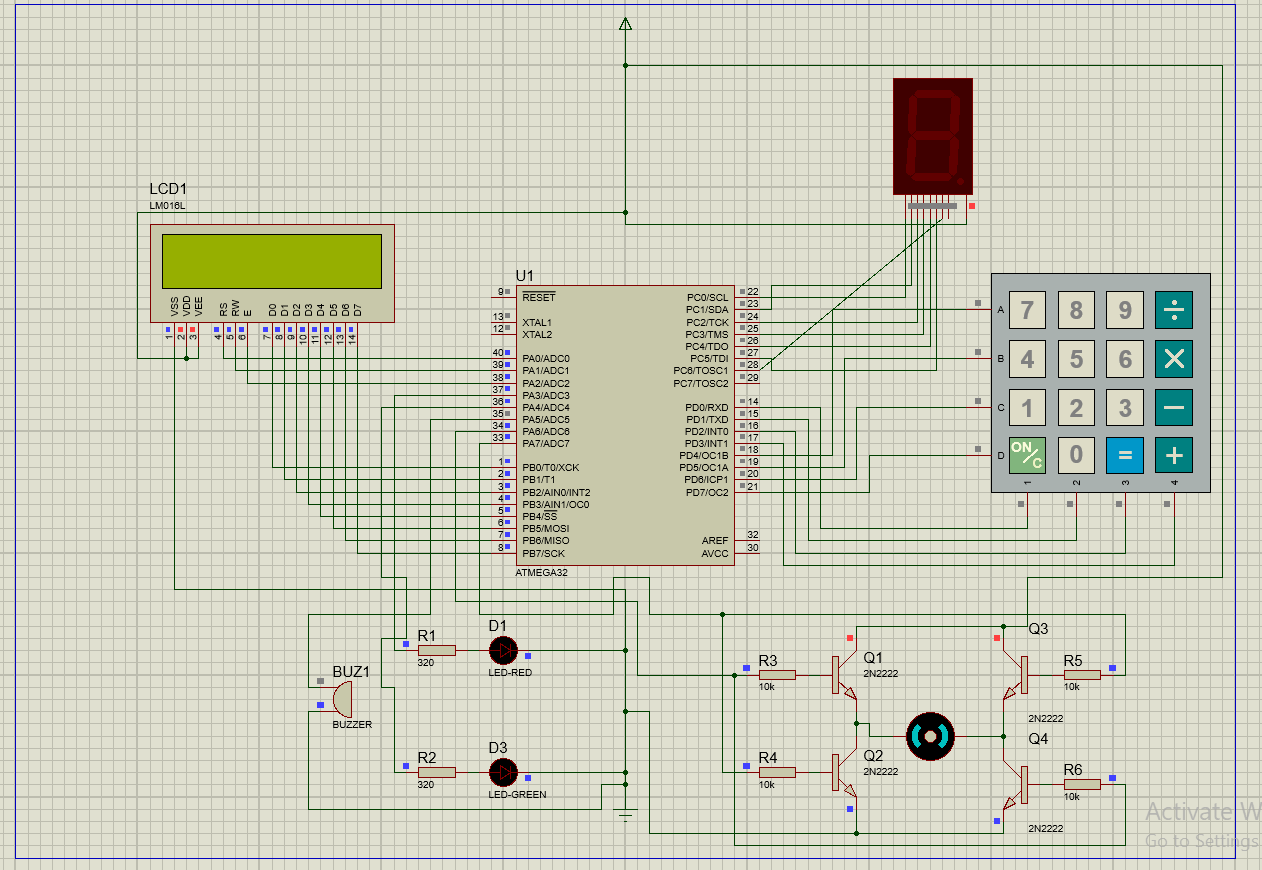 LCD1
LM016L
VSS
VDD
VEE
RS
RW
E
D0
D1
D2
D3
D4
D5
D6
D7
1
2
3
4
5
6
7
8
9
10
11
12
13
14
U1
9 RESET
13 XTAL1
12 XTAL2
40 PA0/ADC0
39 PA1/ADC1
38 PA2/ADC2
37 PA3/ADC3
36 PA4/ADC4
35 PA5/ADC5
34 PA6/ADC6
33 PA7/ADC7
1 PB0/T0/XCK
2 PB1/T1
3 PB2/AIN0/INT2
4 PB3/AIN1/OC0
5 PB4/SS
6 PB5/MOSI
7 PB6/MISO
8 PB7/SCK
PC0/SCL 22
PC1/SDA 23
PC2/TCK 24
PC3/TMS 25
PC4/TDO 26
PC5/TDI 27
PC6/TOSC1 28
PC7/TOSC2 29
PD0/RXD 14
PD1/TXD 15
PD2/INT0 16
PD3/INT1 17
PD4/OC1B 18
PD5/OC1A 19
PD6/ICP1 20
PD7/OC2 21
AREF 32
AVCC 30
ATMEGA32
A 7 8 9 ÷
B 4 5 6 ×
C 1 2 3 −
D ON/C 0 = +
1 2 3 4
R1
320
D1
LED-RED
BUZ1
BUZZER
R2
320
D3
LED-GREEN
R3
10k
Q1
2N2222
Q3
2N2222
R5
10k
R4
10k
Q2
2N2222
Q4
2N2222
R6
10k
Activate W
Go to Settings